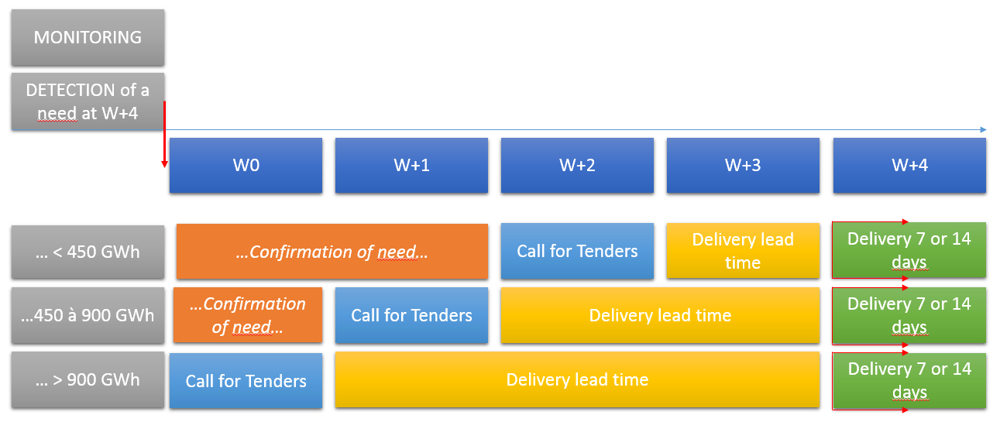 MONITORING
DETECTION of a
need at W+4
W0
W+1
W+2
W+3
W+4
... < 450 GWh
...Confirmation of need...
Call for Tenders
Delivery lead
time
Delivery 7 or 14
days
...450 à 900 GWh
...Confirmation
of need...
Call for Tenders
Delivery lead time
Delivery 7 or 14
days
... > 900 GWh
Call for Tenders
Delivery lead time
Delivery 7 or 14
days